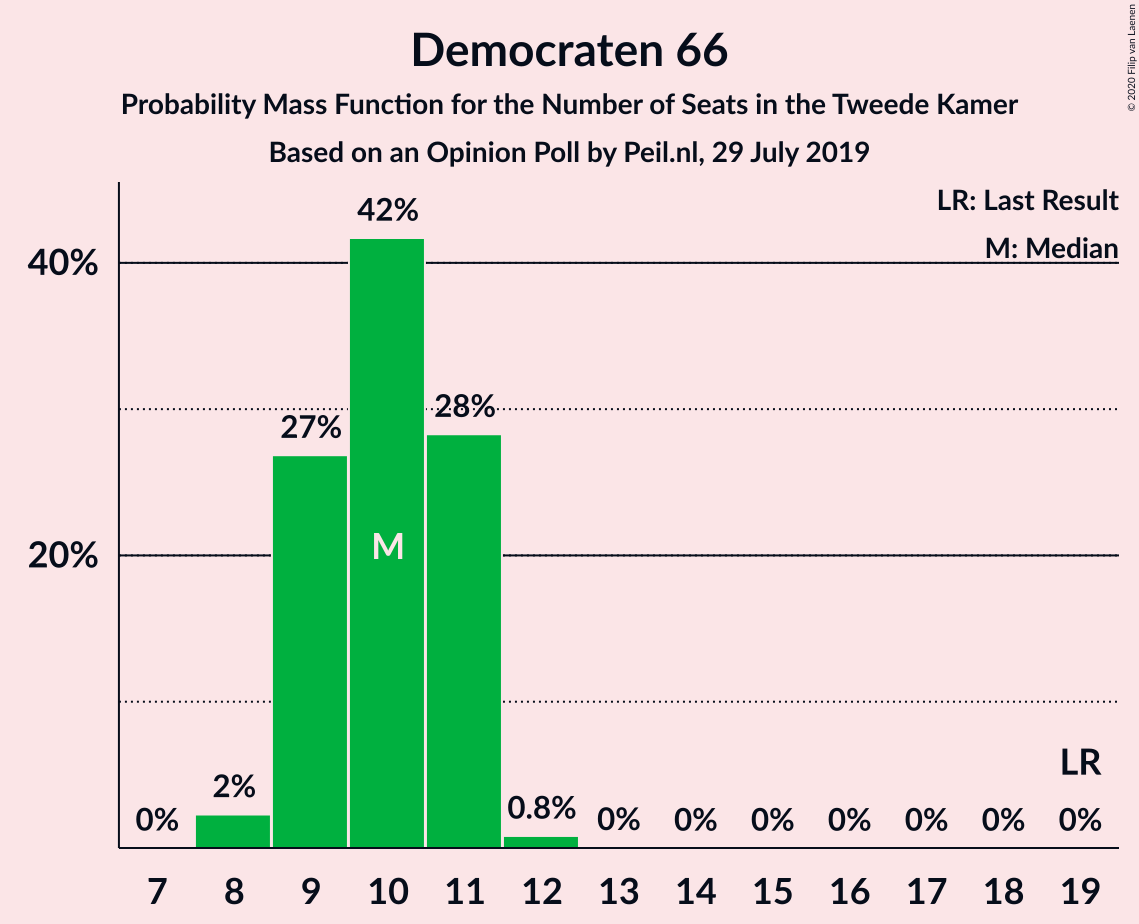 Democraten 66
Probability Mass Function for the Number of Seats in the Tweede Kamer
Based on an Opinion Poll by Peil.nl, 29 July 2019
© 2020 Filip van Laenen
LR: Last Result
M: Median
42%
40%
28%
27%
M
20%
LR
2%
0.8%
0% 0% 0% 0% 0% 0% 0% 0%
7 8 9 10 11 12 13 14 15 16 17 18 19